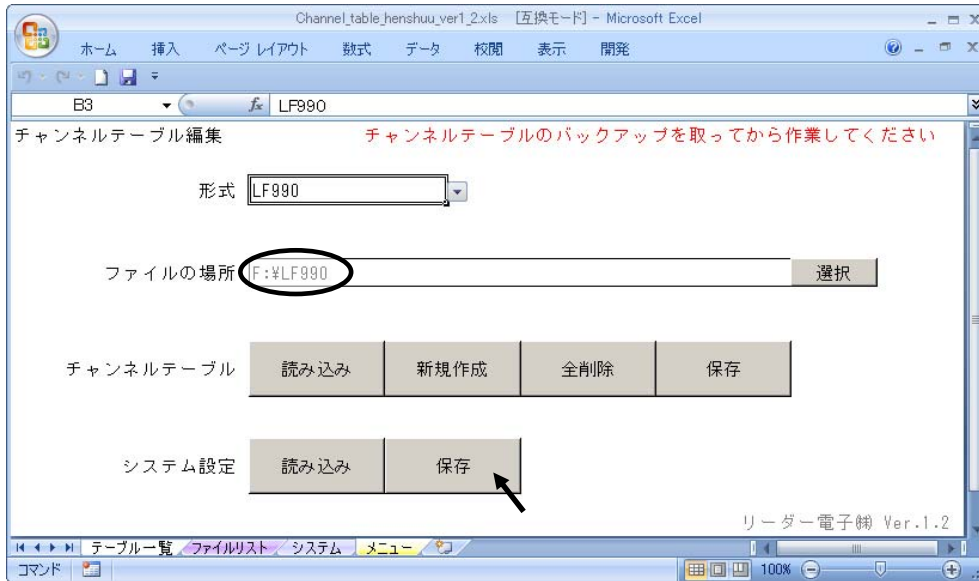 Channel_table_henshuu_ver1_2.xls [互換モード] - Microsoft Excel
ホーム 挿入 ページ レイアウト 数式 データ 校閲 表示 開発
B3 fx LF990
チャンネルテーブル編集 チャンネルテーブルのバックアップを取ってから作業してください
形式 LF990
ファイルの場所 F:¥LF990 選択
チャンネルテーブル 読み込み 新規作成 全削除 保存
システム設定 読み込み 保存
リーダー電子㈱ Ver.1.2
テーブル一覧 ファイルリスト システム メニュー
コマンド 100%